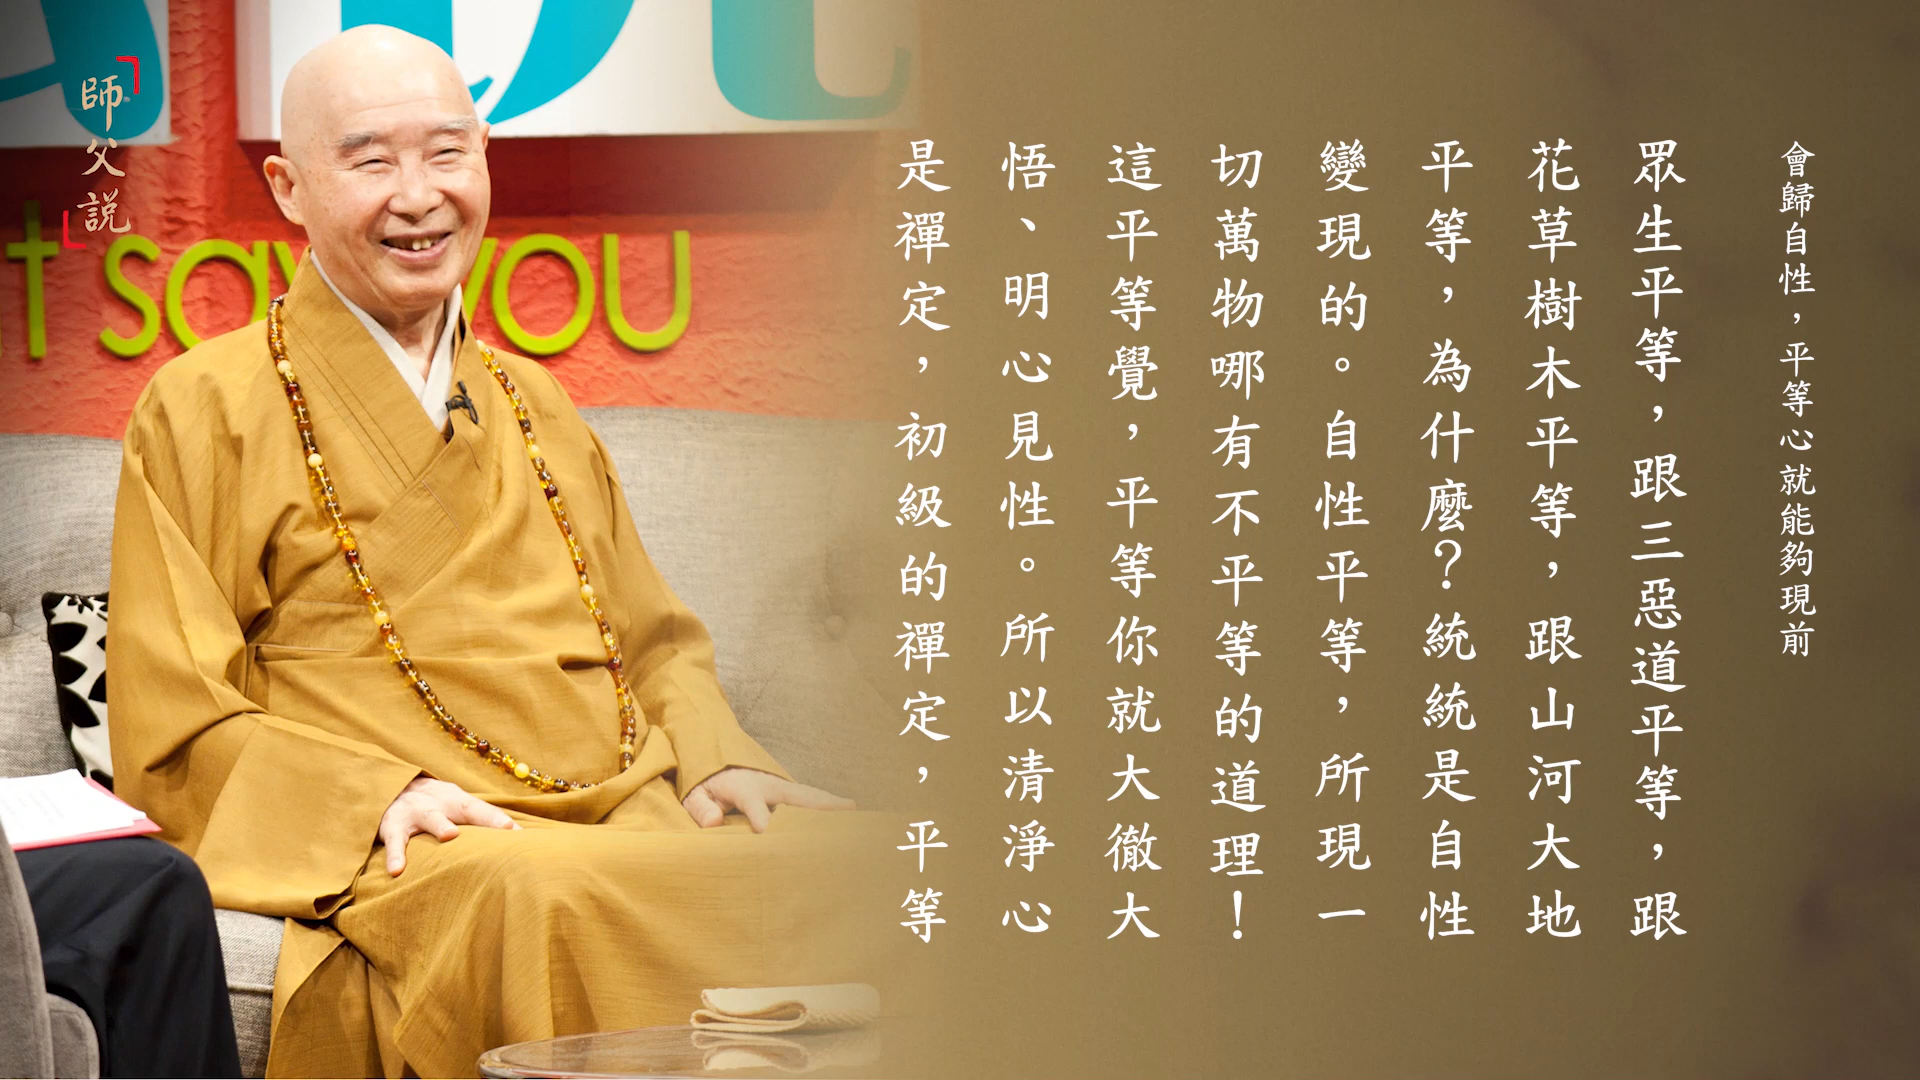 會歸自性，平等心就能夠現前
眾生平等，跟三惡道平等，跟
花草樹木平等，跟山河大地
平等，為什麼？統統是自性
變現的。自性平等，所現一
切萬物哪有不平等的道理！
這平等覺，平等你就大徹大
悟、明心見性。所以清淨心
是禪定，初級的禪定，平等
師父説
t say you